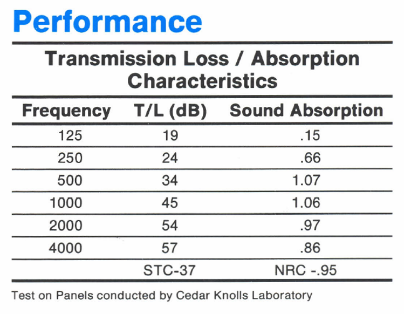 Performance
Transmission Loss / Absorption
Characteristics
Frequency T/L (dB) Sound Absorption
125 19 .15
250 24 .66
500 34 1.07
1000 45 1.06
2000 54 .97
4000 57 .86
STC-37 NRC -.95
Test on Panels conducted by Cedar Knolls Laboratory